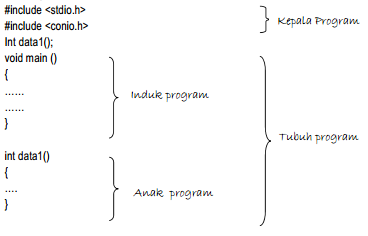 #include <stdio.h>
#include <conio.h>
Kepala Program
Int data1();
void main ()
{
……
Induk program
……
}
Tubuh program
int data1()
{
….
Anak program
}